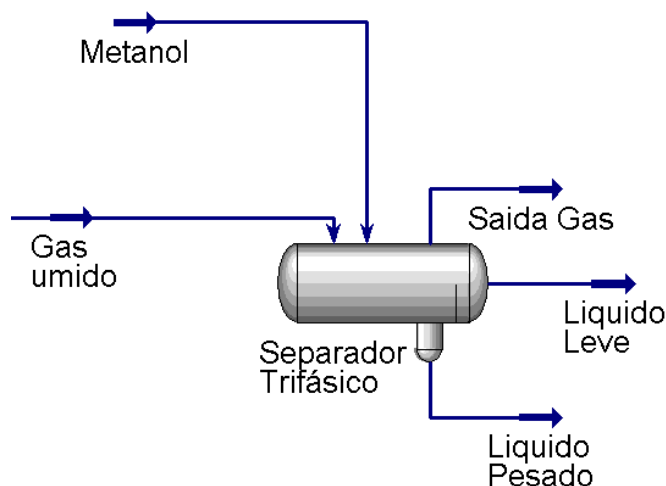 Metanol
Gas
umido
Saida Gas
Liquido
Leve
Separador
Trifásico
Liquido
Pesado